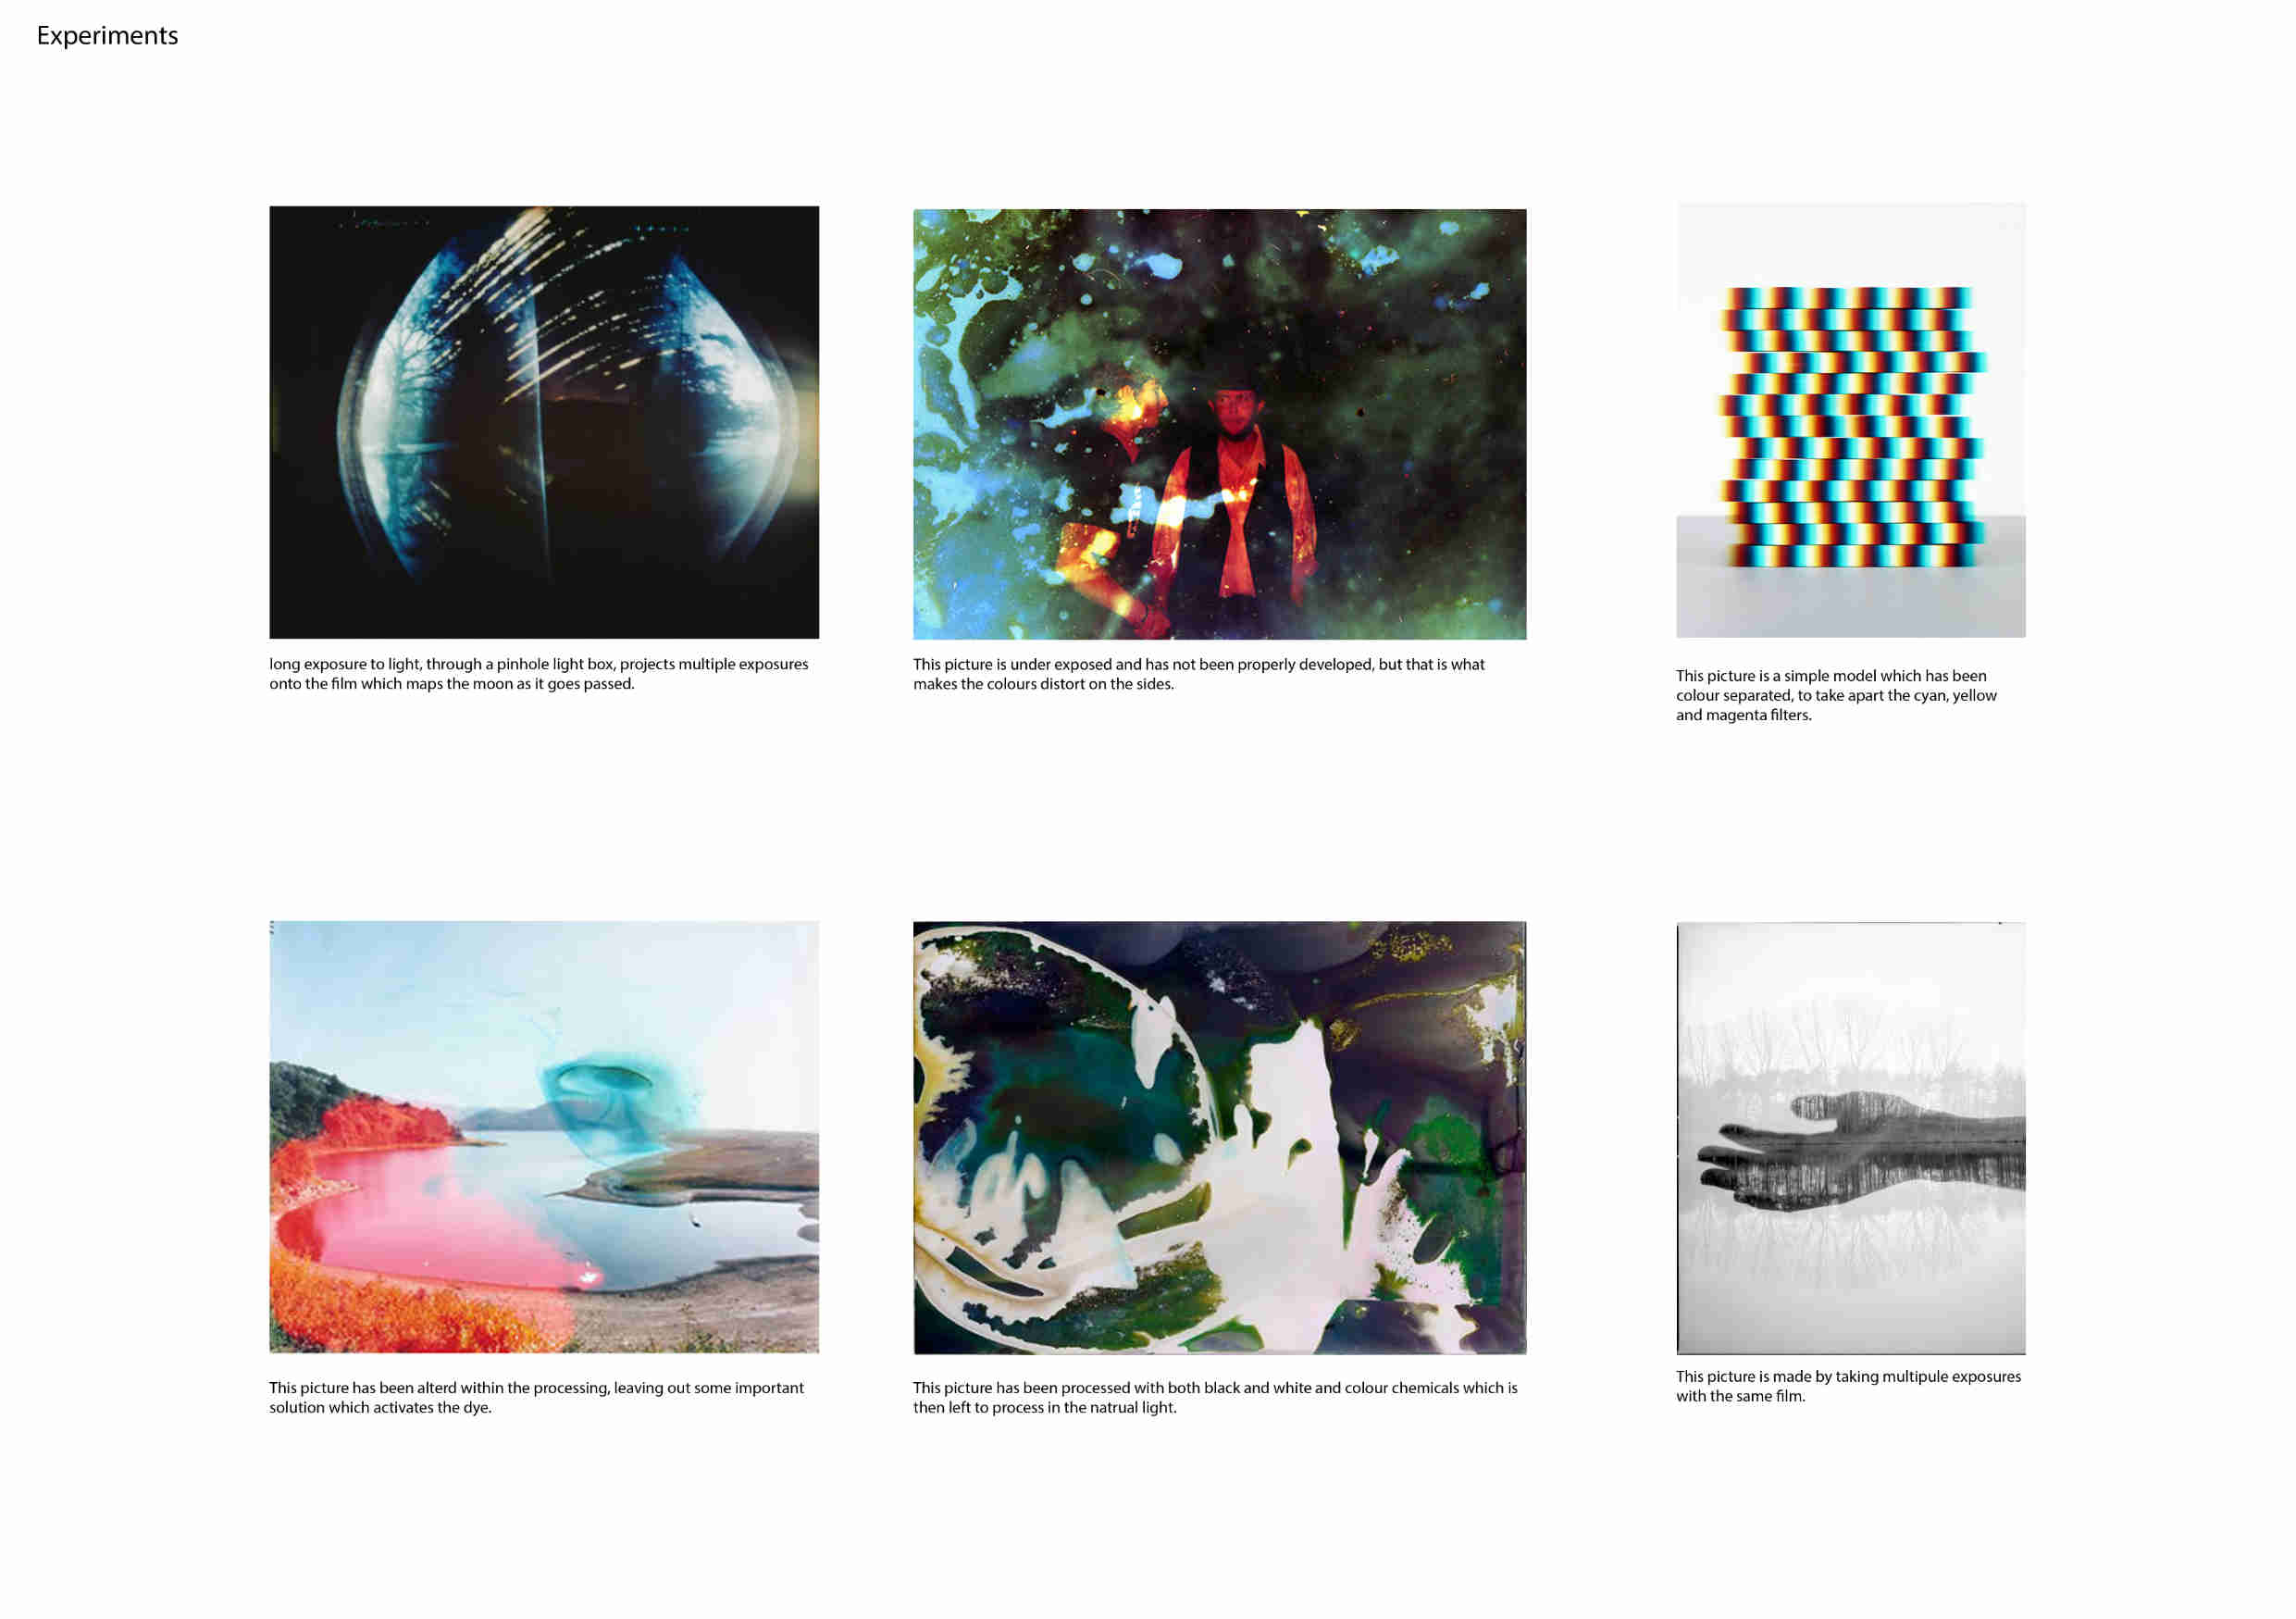 Experiments
long exposure to light, through a pinhole light box, projects multiple exposures
onto the film which maps the moon as it goes passed.
This picture is under exposed and has not been properly developed, but that is what
makes the colours distort on the sides.
This picture is a simple model which has been
colour separated, to take apart the cyan, yellow
and magenta filters.
This picture has been alterd within the processing, leaving out some important
solution which activates the dye.
This picture has been processed with both black and white and colour chemicals which is
then left to process in the natrual light.
This picture is made by taking multipule exposures
with the same film.